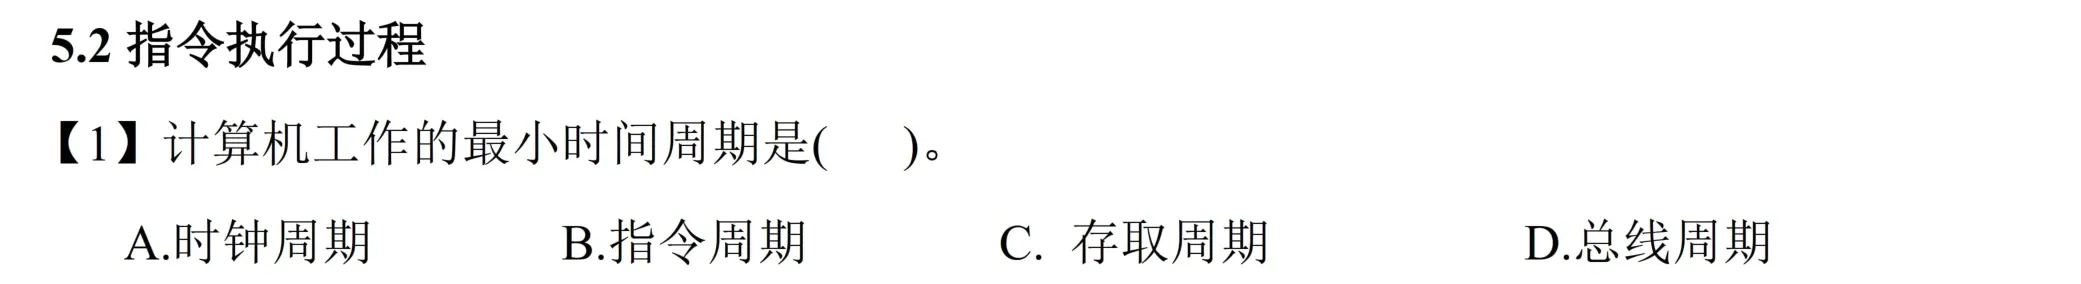 5.2 指令执行过程
【1】计算机工作的最小时间周期是(　　)。
A.时钟周期　　B.指令周期　　C. 存取周期　　D.总线周期